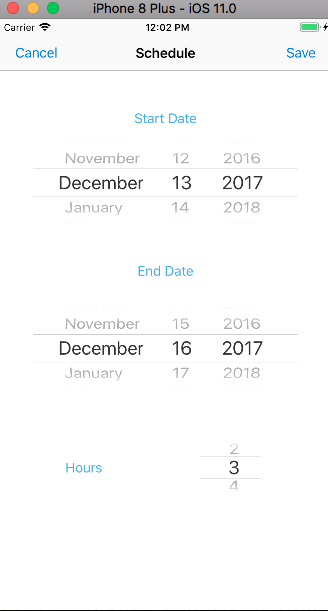 iPhone 8 Plus - iOS 11.0
Carrier 12:02 PM
Cancel Schedule Save
Start Date
November 12 2016
December 13 2017
January 14 2018
End Date
November 15 2016
December 16 2017
January 17 2018
2
Hours 3
4